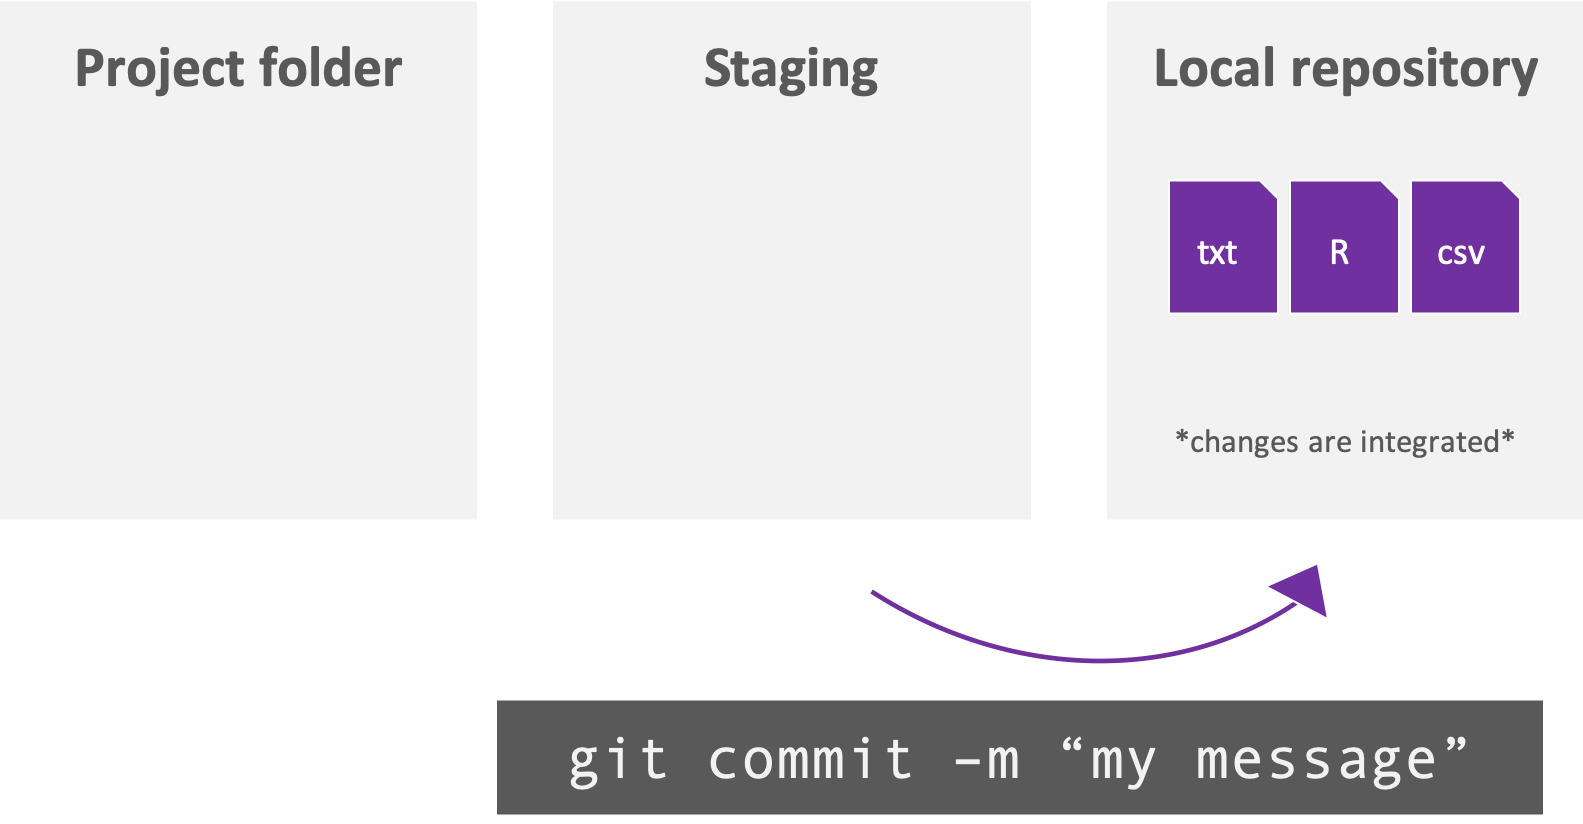 Project folder
Staging
Local repository
txt
R
csv
*changes are integrated*
git commit –m “my message”